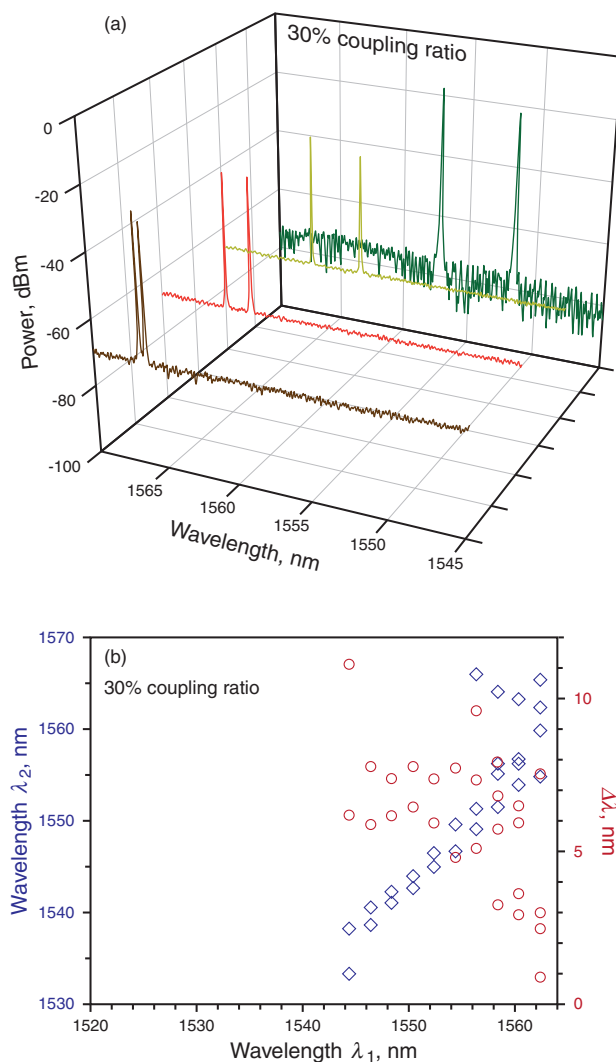 (a)
30% coupling ratio
0
-20
-40
-60
-80
-100
Power, dBm
1565
1560
1555
1550
1545
Wavelength, nm
(b)
30% coupling ratio
1570
1560
1550
1540
1530
Wavelength λ2, nm
10
5
0
Δλ, nm
1520
1530
1540
1550
1560
Wavelength λ1, nm